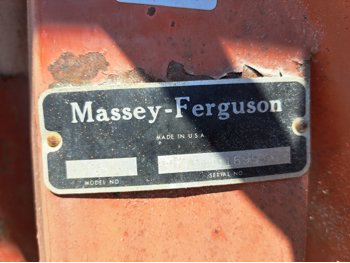 Massey-Ferguson
MADE IN U.S.A.
MODEL NO. SERIAL NO.